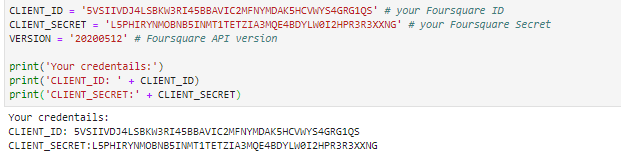 CLIENT_ID = '5VSIIVDJ4LSBKW3RI45BBAVIC2MFNYMDAK5HCVWYS4GRG1QS' # your Foursquare ID
CLIENT_SECRET = 'L5PHIRYNMOBNB5INMT1TETZIA3MQE4BDYLW0I2HPR3R3XXNG' # your Foursquare Secret
VERSION = '20200512' # Foursquare API version
print('Your credentails:')
print('CLIENT_ID: ' + CLIENT_ID)
print('CLIENT_SECRET:' + CLIENT_SECRET)
Your credentails:
CLIENT_ID: 5VSIIVDJ4LSBKW3RI45BBAVIC2MFNYMDAK5HCVWYS4GRG1QS
CLIENT_SECRET:L5PHIRYNMOBNB5INMT1TETZIA3MQE4BDYLW0I2HPR3R3XXNG